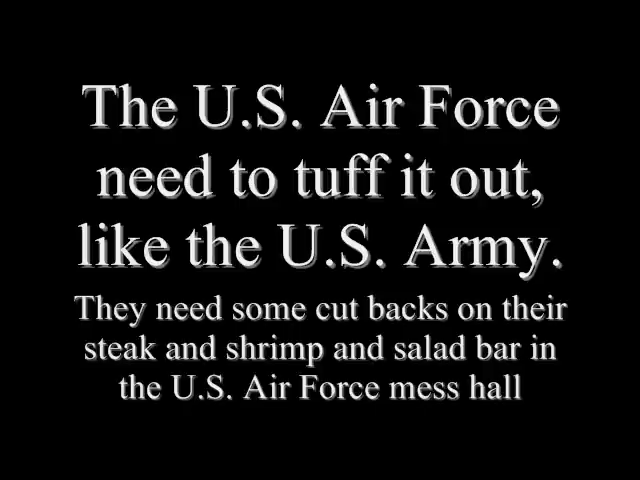 The U.S. Air Force
need to tuff it out,
like the U.S. Army.
They need some cut backs on their
steak and shrimp and salad bar in
the U.S. Air Force mess hall